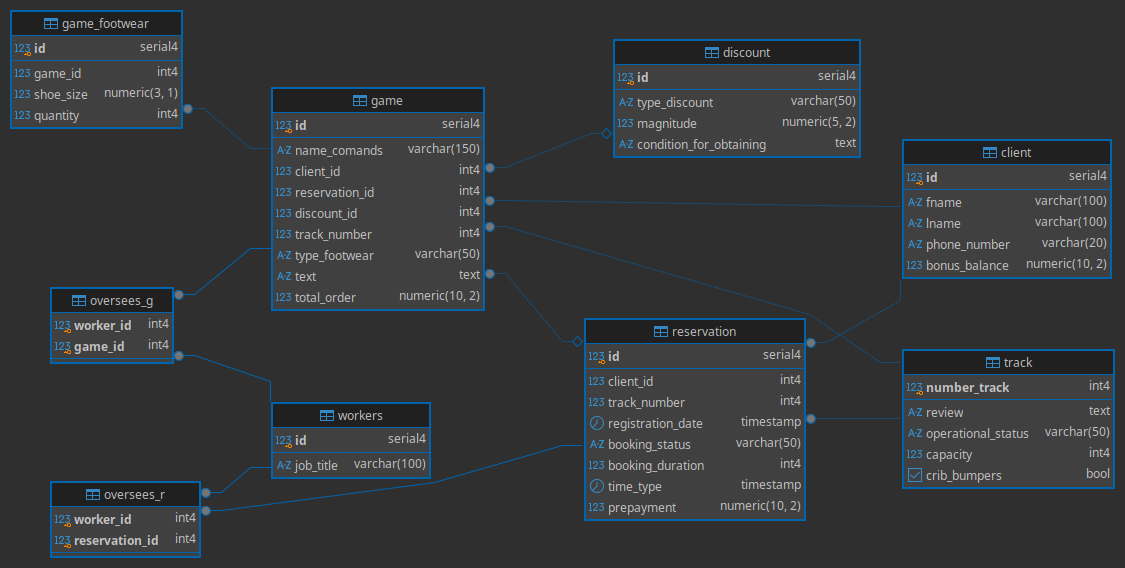 game_footwear
123 id serial4
123 game_id int4
123 shoe_size numeric(3, 1)
123 quantity int4
game
123 id serial4
A-Z name_comands varchar(150)
123 client_id int4
123 reservation_id int4
123 discount_id int4
123 track_number int4
A-Z type_footwear varchar(50)
A-Z text text
123 total_order numeric(10, 2)
discount
123 id serial4
A-Z type_discount varchar(50)
123 magnitude numeric(5, 2)
A-Z condition_for_obtaining text
client
123 id serial4
A-Z fname varchar(100)
A-Z lname varchar(100)
A-Z phone_number varchar(20)
123 bonus_balance numeric(10, 2)
oversees_g
123 worker_id int4
123 game_id int4
reservation
123 id serial4
123 client_id int4
123 track_number int4
registration_date timestamp
A-Z booking_status varchar(50)
123 booking_duration int4
time_type timestamp
123 prepayment numeric(10, 2)
track
123 number_track int4
A-Z review text
A-Z operational_status varchar(50)
123 capacity int4
crib_bumpers bool
workers
123 id serial4
A-Z job_title varchar(100)
oversees_r
123 worker_id int4
123 reservation_id int4